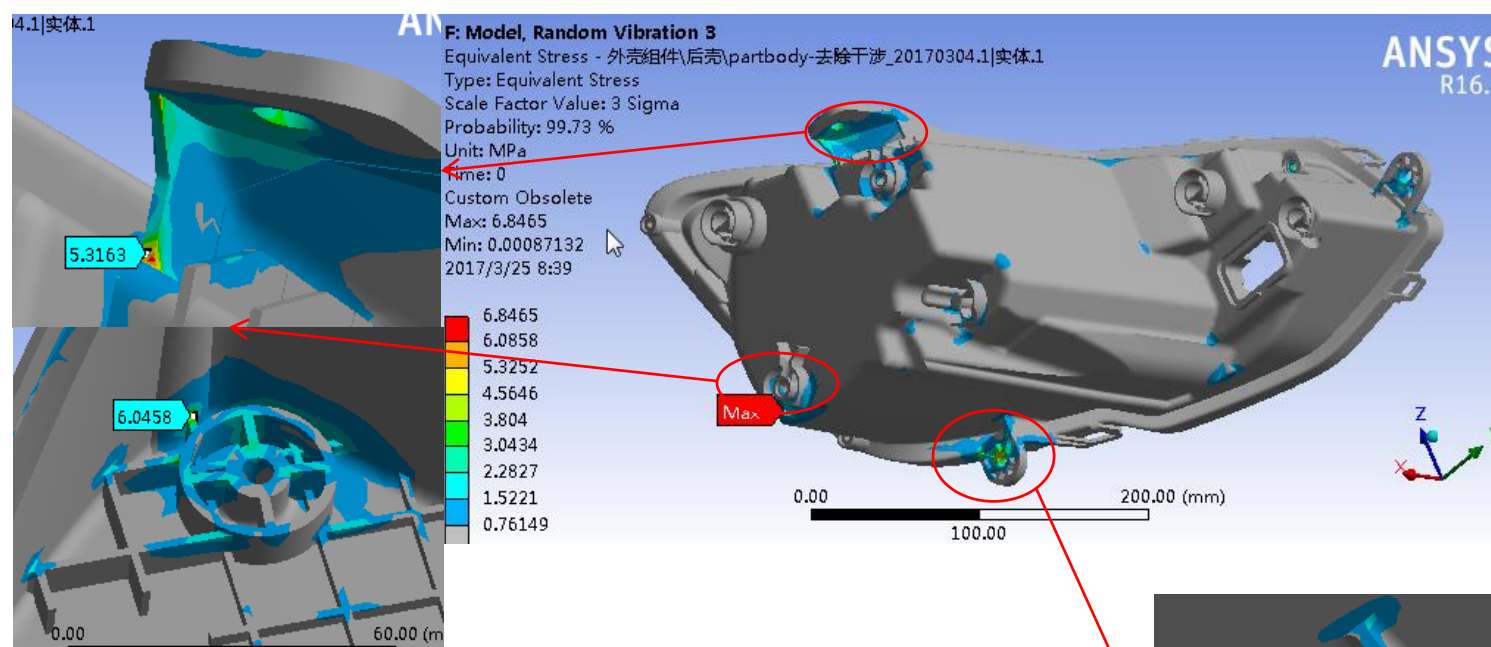 4.1|实体.1
AN
5.3163
6.0458
0.00
60.00 (m
F: Model, Random Vibration 3
Equivalent Stress - 外壳组件\后壳\partbody-去除干涉_20170304.1|实体.1
Type: Equivalent Stress
Scale Factor Value: 3 Sigma
Probability: 99.73 %
Unit: MPa
Time: 0
Custom Obsolete
Max: 6.8465
Min: 0.00087132
2017/3/25 8:39
6.8465
6.0858
5.3252
4.5646
3.804
3.0434
2.2827
1.5221
0.76149
ANSYS
R16.
Max
0.00
200.00 (mm)
100.00
Z
X